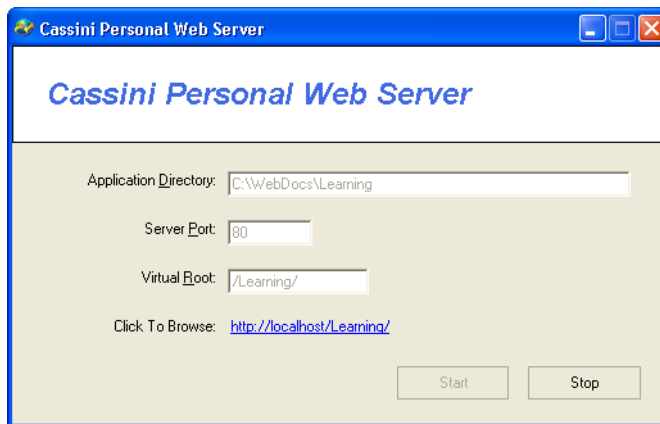 Cassini Personal Web Server
Cassini Personal Web Server
Application Directory: C:\WebDocs\Learning
Server Port: 80
Virtual Root: /Learning/
Click To Browse: http://localhost/Learning/
Start Stop